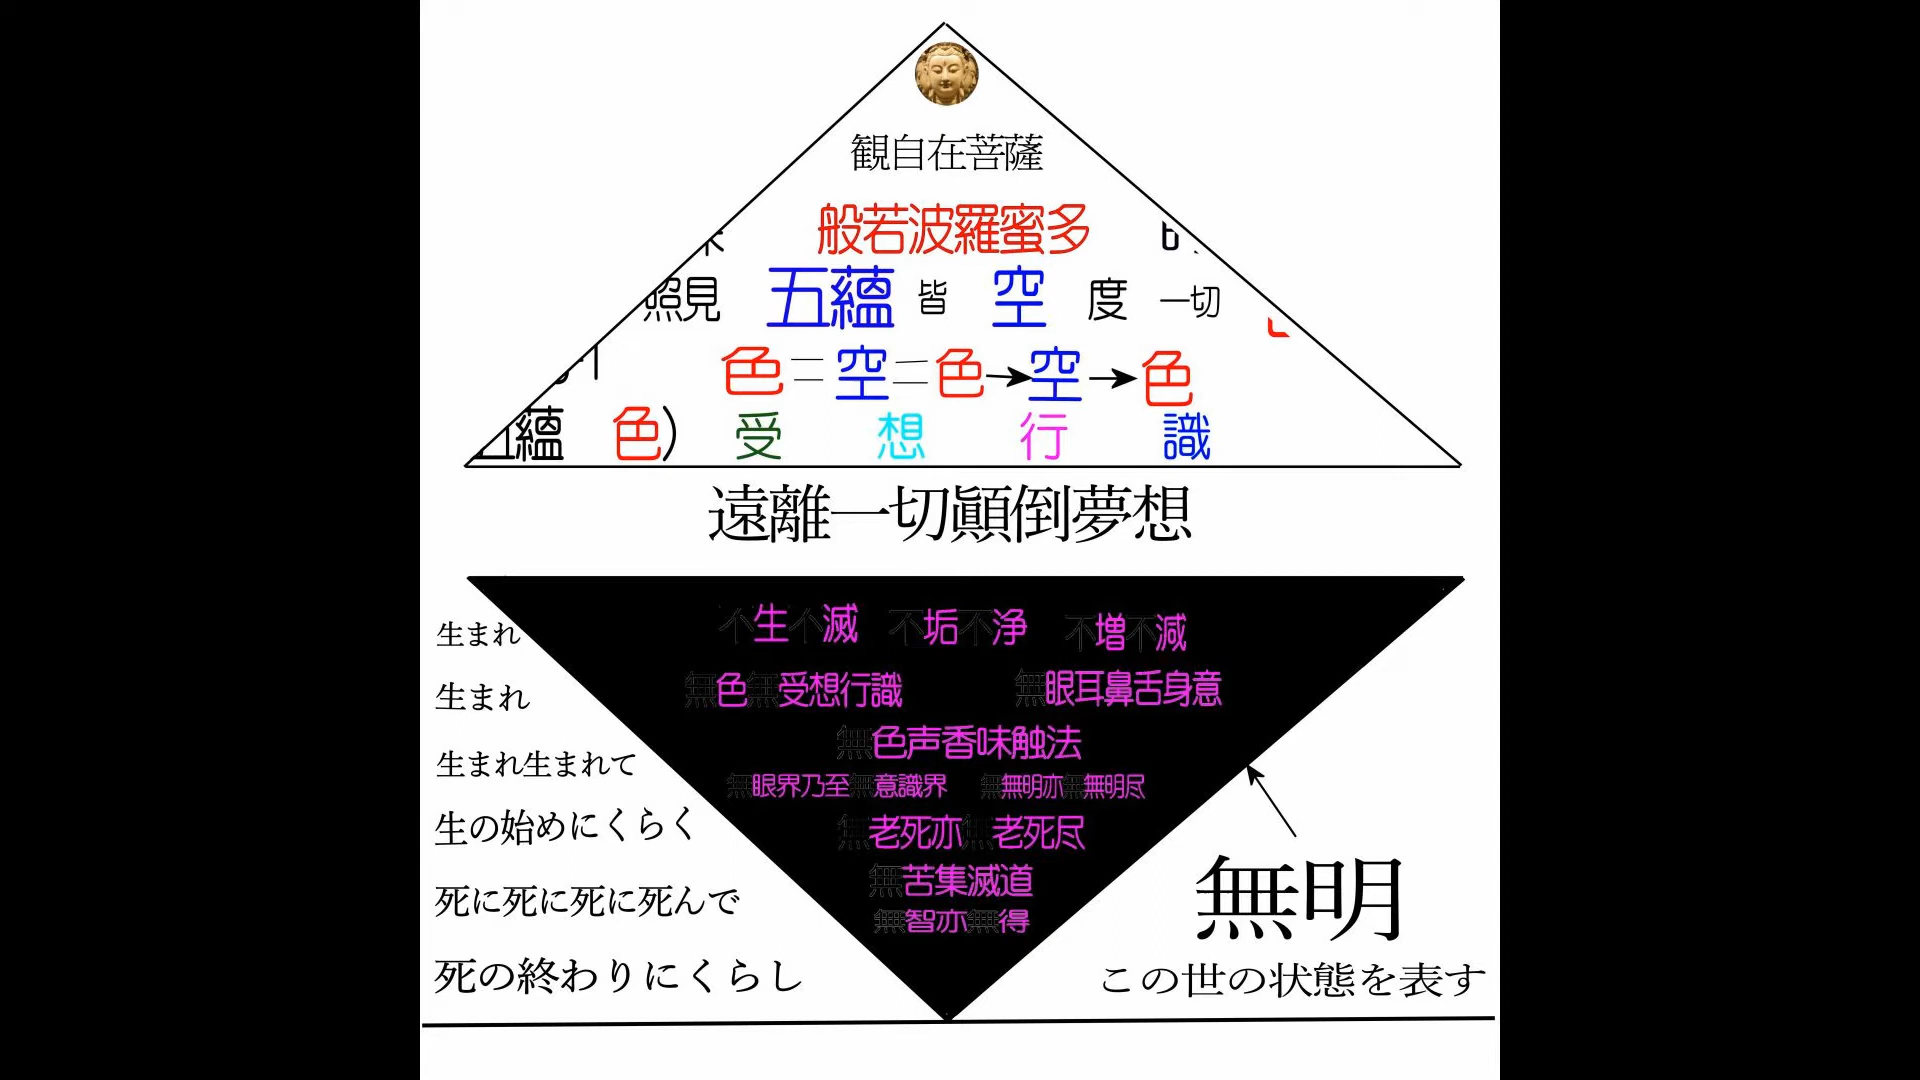 観自在菩薩
般若波羅蜜多
照見 五蘊 皆 空 度 一切
色=空=色→空→色
蘊 色) 受 想 行 識
遠離一切顚倒夢想
不生不滅 不垢不浄 不増不減
無色無受想行識 無眼耳鼻舌身意
無色声香味触法
無眼界乃至無意識界 無無明亦無無明尽
無老死亦無老死尽
無苦集滅道
無智亦無得
生まれ
生まれ
生まれ生まれて
生の始めにくらく
死に死に死に死んで
死の終わりにくらし
無明
この世の状態を表す